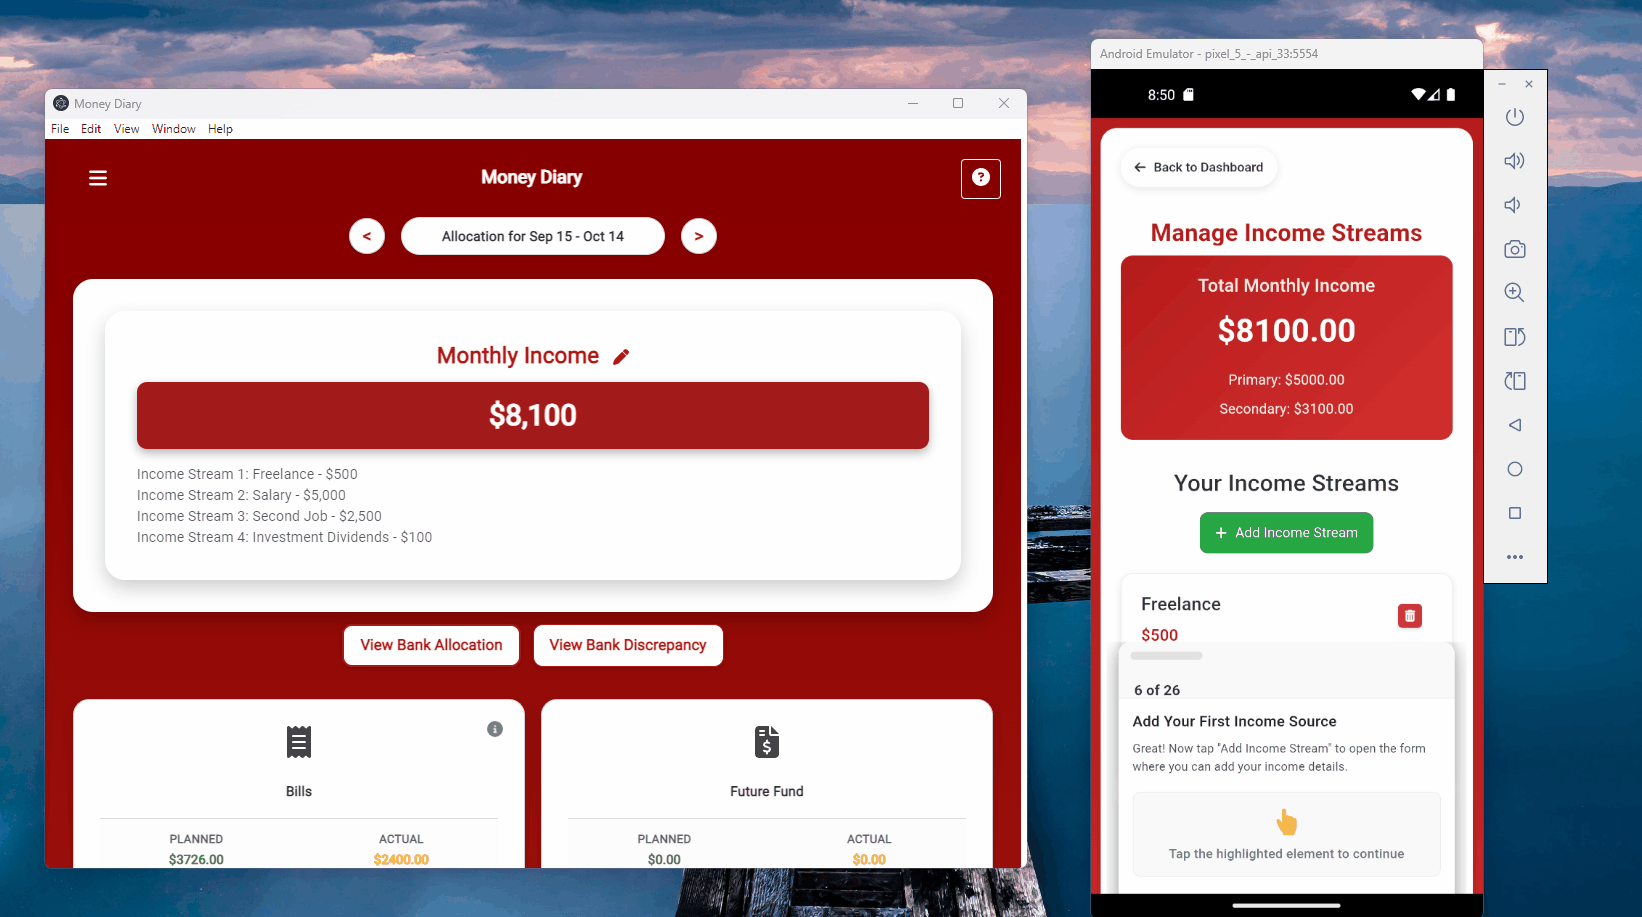 Money Diary
File Edit View Window Help
Money Diary
?
< Allocation for Sep 15 - Oct 14 >
Monthly Income
$8,100
Income Stream 1: Freelance - $500
Income Stream 2: Salary - $5,000
Income Stream 3: Second Job - $2,500
Income Stream 4: Investment Dividends - $100
View Bank Allocation View Bank Discrepancy
i
$
Bills
PLANNED ACTUAL
$3726.00 $2400.00
Future Fund
PLANNED ACTUAL
$0.00 $0.00
Android Emulator - pixel_5_-_api_33:5554
8:50
Back to Dashboard
Manage Income Streams
Total Monthly Income
$8100.00
Primary: $5000.00
Secondary: $3100.00
Your Income Streams
+ Add Income Stream
Freelance
$500
6 of 26
Add Your First Income Source
Great! Now tap "Add Income Stream" to open the form
where you can add your income details.
Tap the highlighted element to continue